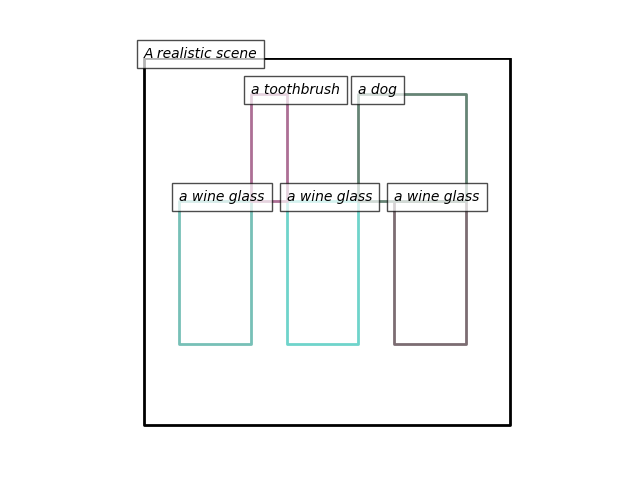 A realistic scene
a toothbrush
a dog
a wine glass
a wine glass
a wine glass